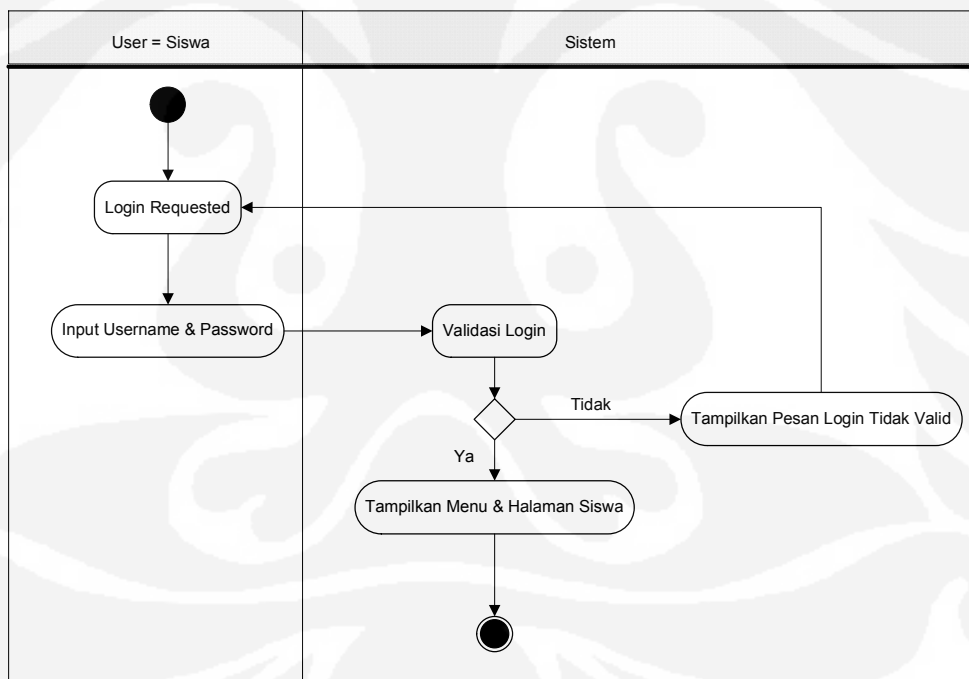 User = Siswa
Sistem
Login Requested
Input Username & Password
Validasi Login
Tidak
Tampilkan Pesan Login Tidak Valid
Ya
Tampilkan Menu & Halaman Siswa